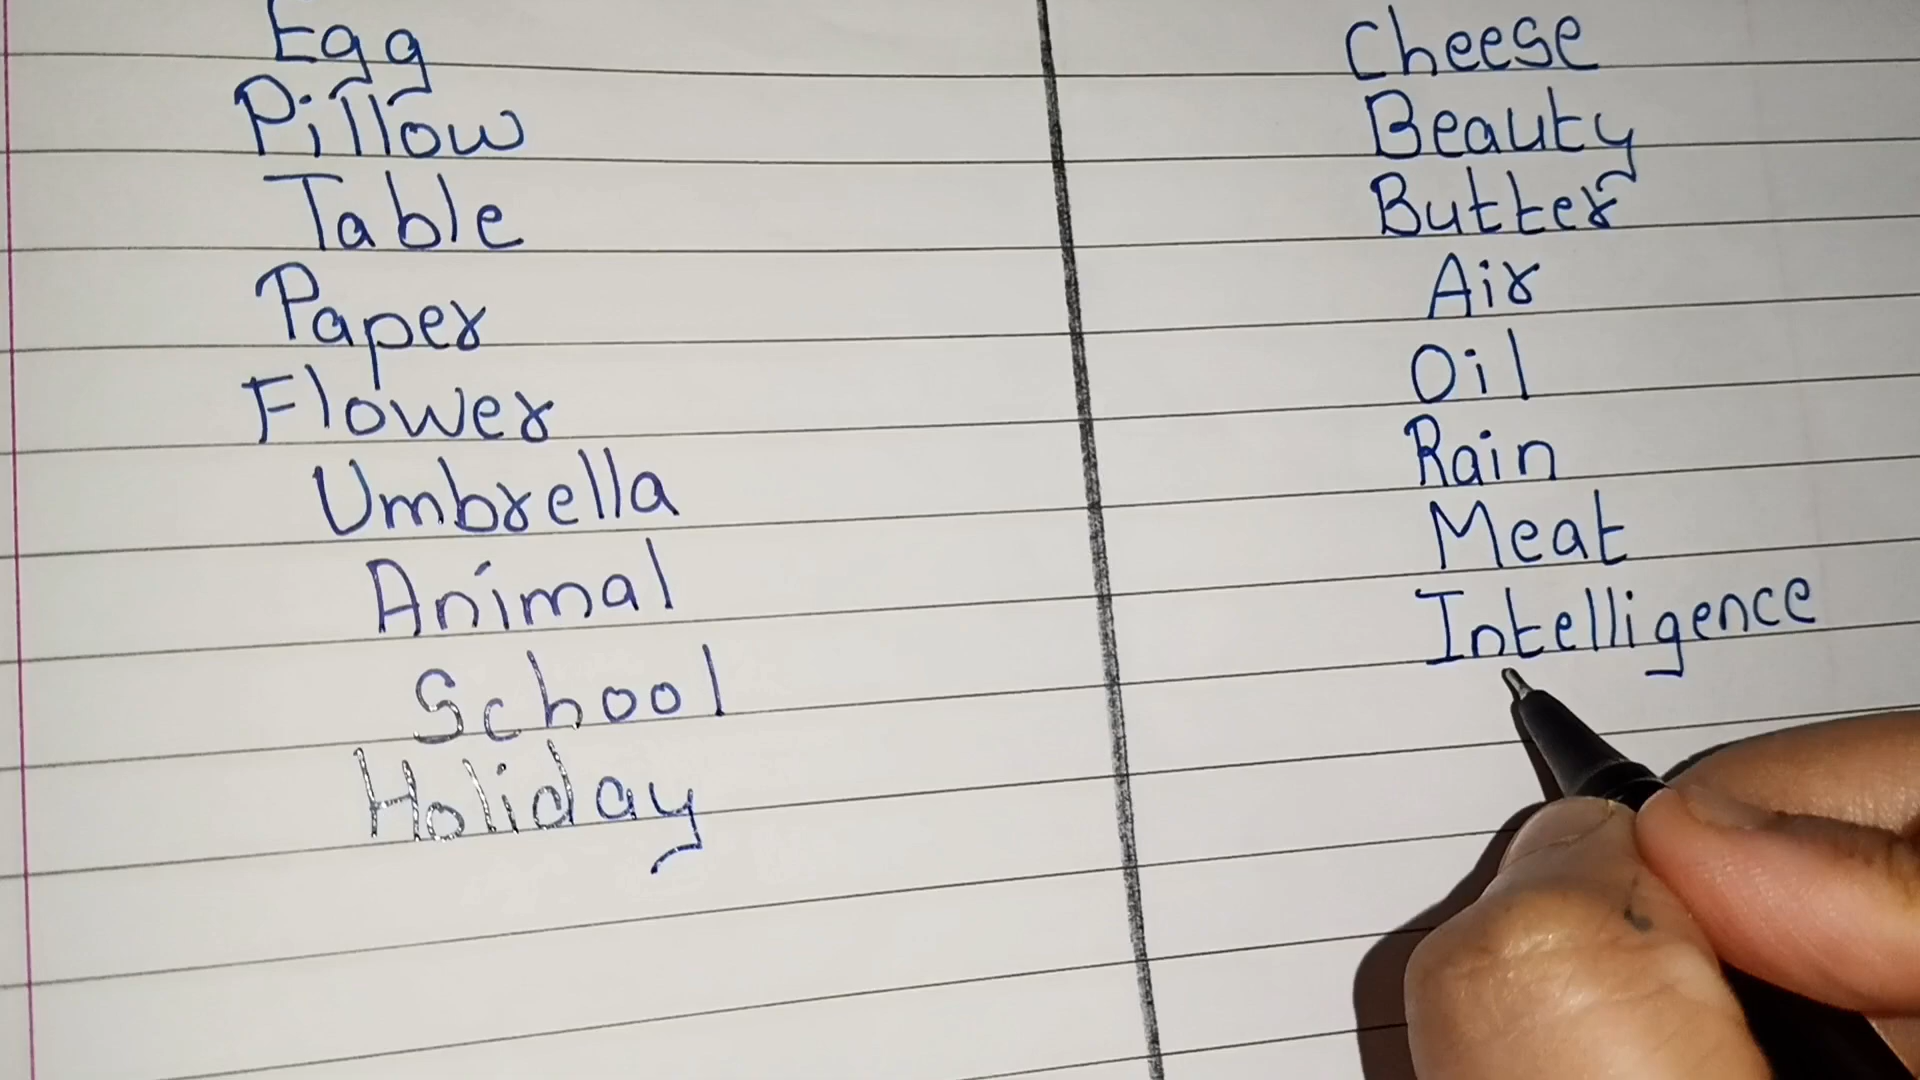 Egg
Pillow
Table
Paper
Flower
Umbrella
Animal
School
Holiday
Cheese
Beauty
Butter
Air
Oil
Rain
Meat
Intelligence